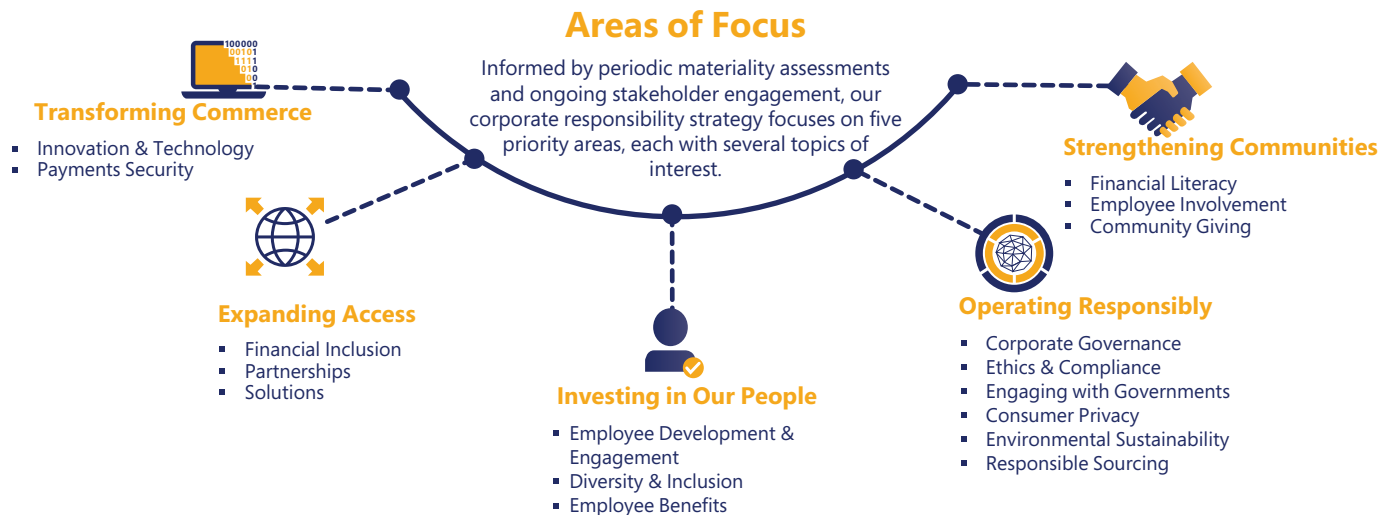 Areas of Focus
Informed by periodic materiality assessments
and ongoing stakeholder engagement, our
corporate responsibility strategy focuses on five
priority areas, each with several topics of
interest.
100000
00101
1111
010
00
Transforming Commerce
▪ Innovation & Technology
▪ Payments Security
Expanding Access
▪ Financial Inclusion
▪ Partnerships
▪ Solutions
Investing in Our People
▪ Employee Development &
Engagement
▪ Diversity & Inclusion
▪ Employee Benefits
Operating Responsibly
▪ Corporate Governance
▪ Ethics & Compliance
▪ Engaging with Governments
▪ Consumer Privacy
▪ Environmental Sustainability
▪ Responsible Sourcing
Strengthening Communities
▪ Financial Literacy
▪ Employee Involvement
▪ Community Giving